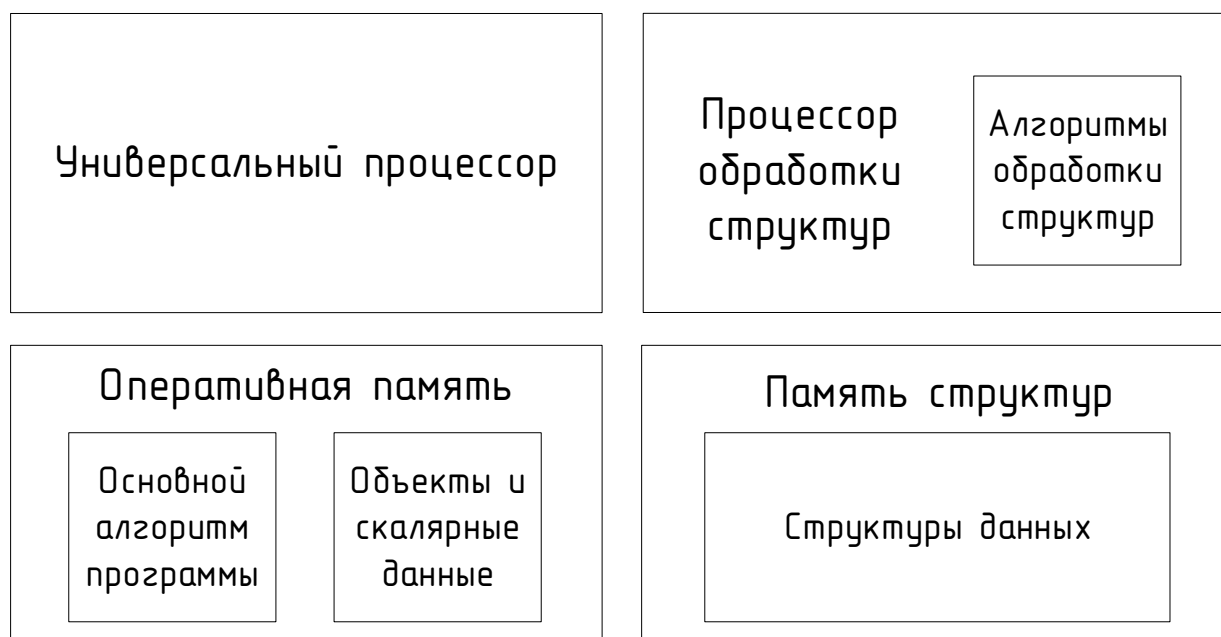 Универсальный процессор
Процессор
обработки
структур
Алгоритмы
обработки
структур
Оперативная память
Основной
алгоритм
программы
Объекты и
скалярные
данные
Память структур
Структуры данных